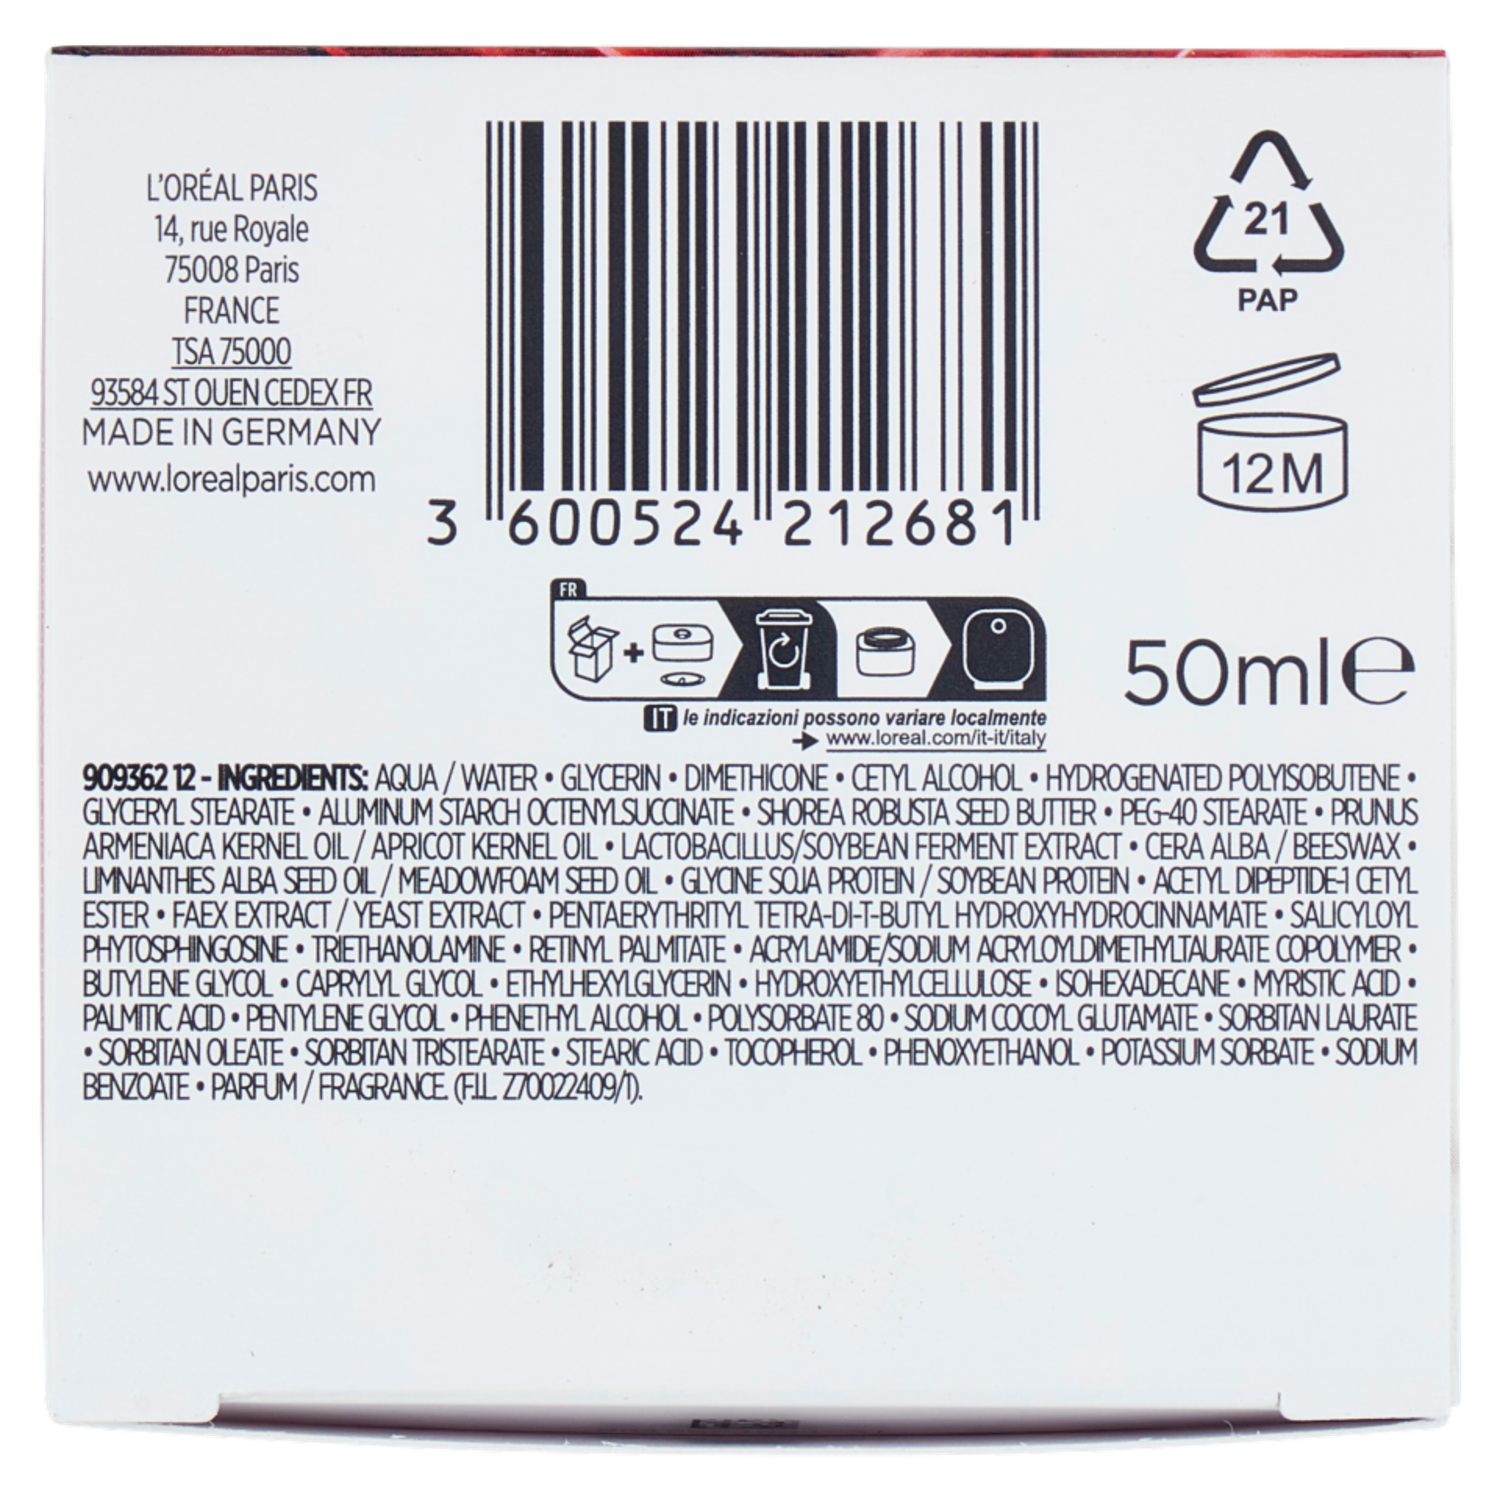 L'ORÉAL PARIS
14, rue Royale
75008 Paris
FRANCE
TSA 75000
93584 ST OUEN CEDEX FR
MADE IN GERMANY
www.lorealparis.com
3 600524 212681
21
PAP
12M
FR
50ml e
IT le indicazioni possono variare localmente
www.loreal.com/it-it/italy
909362 12 - INGREDIENTS: AQUA / WATER • GLYCERIN • DIMETHICONE • CETYL ALCOHOL • HYDROGENATED POLYISOBUTENE •
GLYCERYL STEARATE • ALUMINUM STARCH OCTENYLSUCCINATE • SHOREA ROBUSTA SEED BUTTER • PEG-40 STEARATE • PRUNUS
ARMENIACA KERNEL OIL / APRICOT KERNEL OIL • LACTOBACILLUS/SOYBEAN FERMENT EXTRACT • CERA ALBA / BEESWAX •
LIMNANTHES ALBA SEED OIL / MEADOWFOAM SEED OIL • GLYCINE SOJA PROTEIN / SOYBEAN PROTEIN • ACETYL DIPEPTIDE-1 CETYL
ESTER • FAEX EXTRACT / YEAST EXTRACT • PENTAERYTHRITYL TETRA-DI-T-BUTYL HYDROXYHYDROCINNAMATE • SALICYLOYL
PHYTOSPHINGOSINE • TRIETHANOLAMINE • RETINYL PALMITATE • ACRYLAMIDE/SODIUM ACRYLOYLDIMETHYLTAURATE COPOLYMER •
BUTYLENE GLYCOL • CAPRYLYL GLYCOL • ETHYLHEXYLGLYCERIN • HYDROXYETHYLCELLULOSE • ISOHEXADECANE • MYRISTIC ACID •
PALMITIC ACID • PENTYLENE GLYCOL • PHENETHYL ALCOHOL • POLYSORBATE 80 • SODIUM COCOYL GLUTAMATE • SORBITAN LAURATE
• SORBITAN OLEATE • SORBITAN TRISTEARATE • STEARIC ACID • TOCOPHEROL • PHENOXYETHANOL • POTASSIUM SORBATE • SODIUM
BENZOATE • PARFUM / FRAGRANCE. (F.I.L. Z70022409/1).